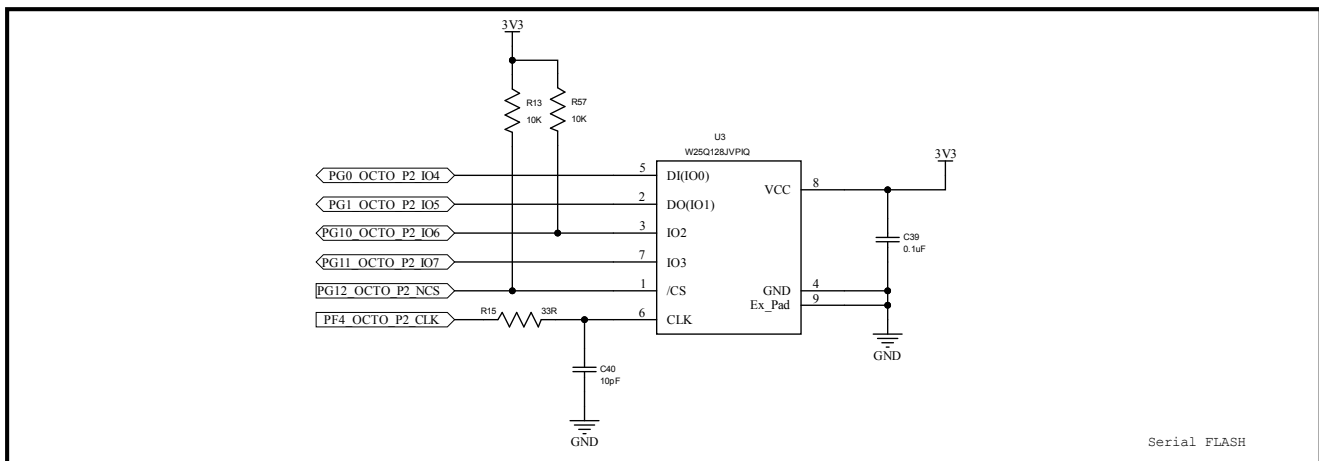 3V3
R13
10K
R57
10K
U3
W25Q128JVPIQ
3V3
PG0_OCTO_P2_IO4
5
DI(IO0)
VCC
8
PG1_OCTO_P2_IO5
2
DO(IO1)
PG10_OCTO_P2_IO6
3
IO2
C39
0.1uF
PG11_OCTO_P2_IO7
7
IO3
PG12_OCTO_P2_NCS
1
/CS
GND
4
Ex_Pad
9
PF4_OCTO_P2_CLK
R15
33R
6
CLK
GND
C40
10pF
GND
Serial FLASH